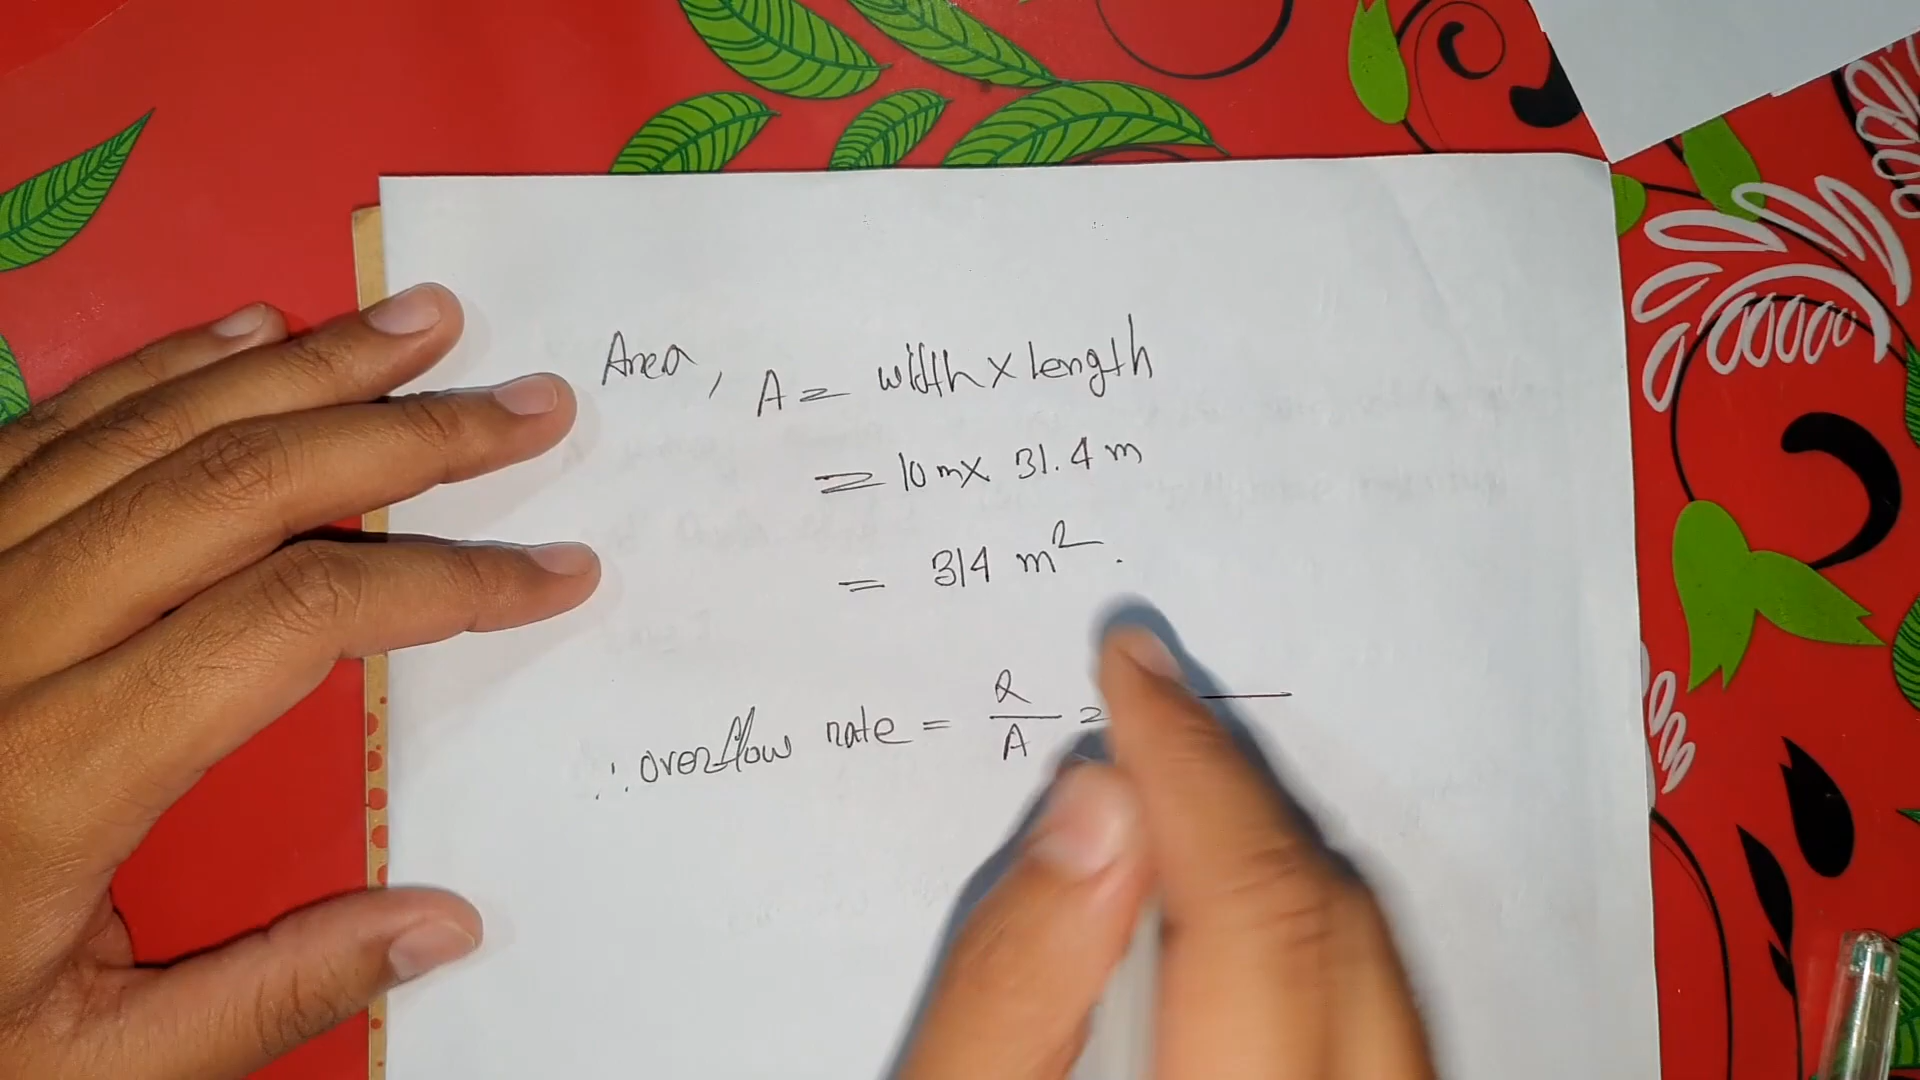 Area, A = width x length
= 10 m x 31.4 m
= 314 m².
∴ overflow rate = Q/A =